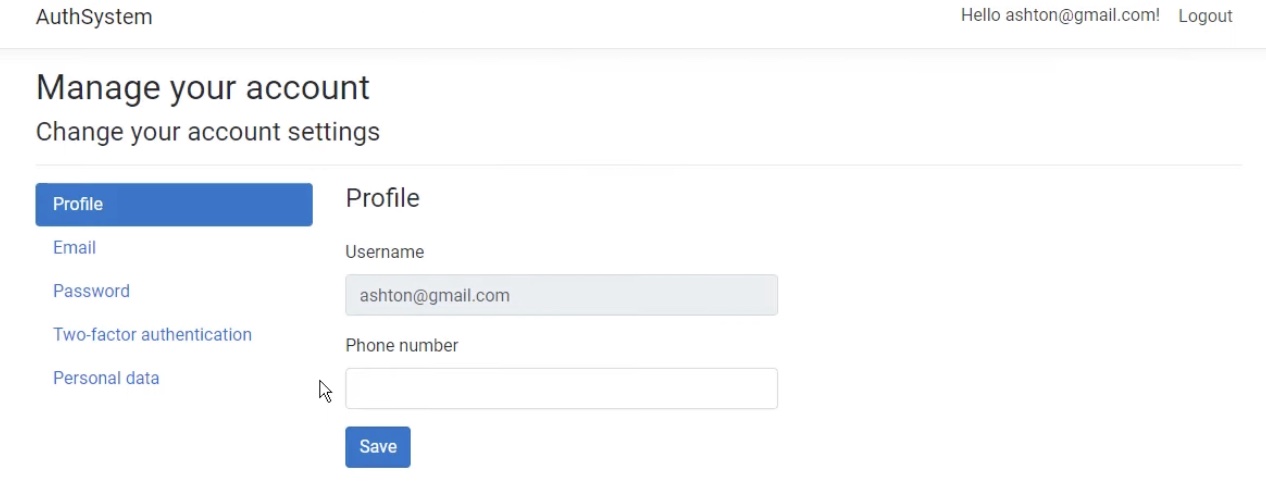 AuthSystem
Hello ashton@gmail.com! Logout
Manage your account
Change your account settings
Profile
Email
Password
Two-factor authentication
Personal data
Profile
Username
ashton@gmail.com
Phone number
Save